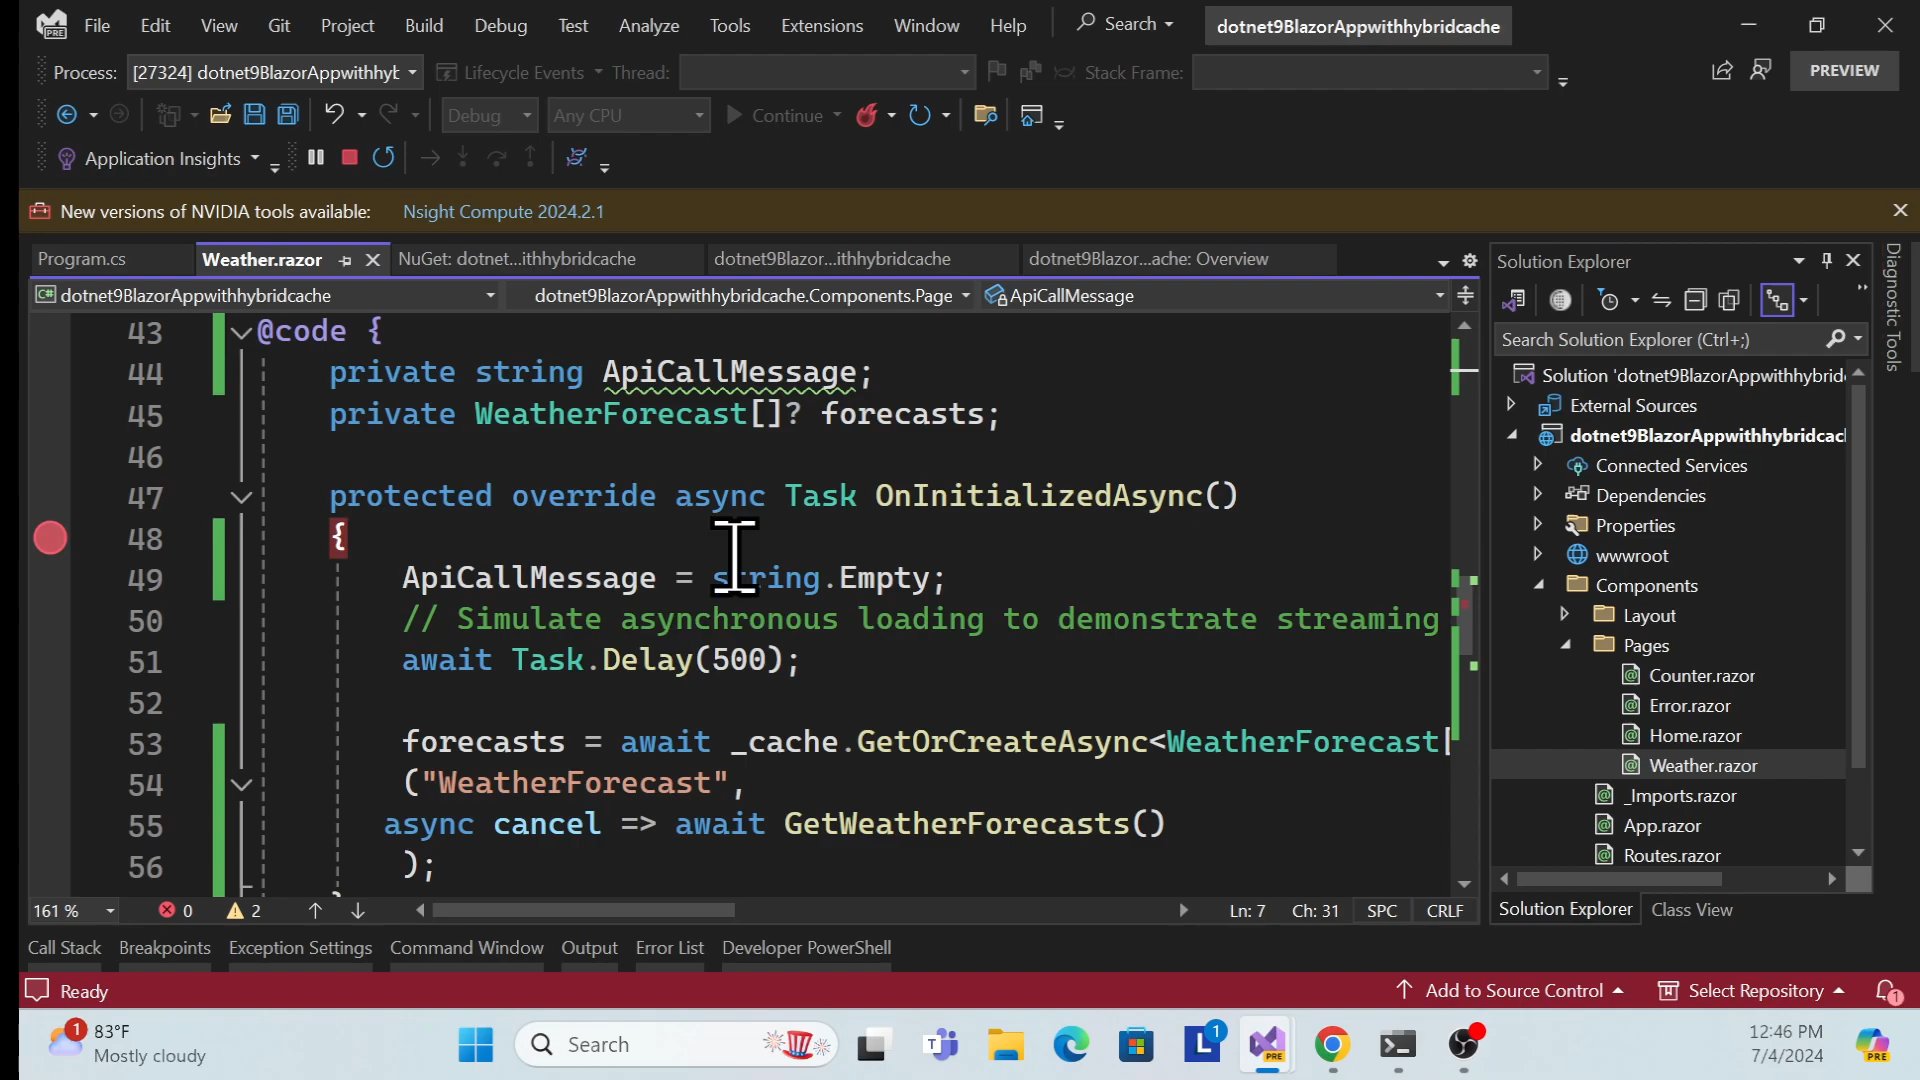 File Edit View Git Project Build Debug Test Analyze Tools Extensions Window Help Search dotnet9BlazorAppwithhybridcache
Process: [27324] dotnet9BlazorAppwithhyb Lifecycle Events Thread: Stack Frame: PREVIEW
Debug Any CPU Continue
Application Insights
New versions of NVIDIA tools available: Nsight Compute 2024.2.1
Program.cs Weather.razor NuGet: dotnet...ithhybridcache dotnet9Blazor...ithhybridcache dotnet9Blazor...ache: Overview
dotnet9BlazorAppwithhybridcache dotnet9BlazorAppwithhybridcache.Components.Page ApiCallMessage
43 @code {
44 private string ApiCallMessage;
45 private WeatherForecast[]? forecasts;
46
47 protected override async Task OnInitializedAsync()
48 {
49 ApiCallMessage = string.Empty;
50 // Simulate asynchronous loading to demonstrate streaming
51 await Task.Delay(500);
52
53 forecasts = await _cache.GetOrCreateAsync<WeatherForecast[
54 ("WeatherForecast",
55 async cancel => await GetWeatherForecasts()
56 );
161 % 0 2 Ln: 7 Ch: 31 SPC CRLF
Solution Explorer
Search Solution Explorer (Ctrl+;)
Solution 'dotnet9BlazorAppwithhybrid
External Sources
dotnet9BlazorAppwithhybridcac
Connected Services
Dependencies
Properties
wwwroot
Components
Layout
Pages
Counter.razor
Error.razor
Home.razor
Weather.razor
_Imports.razor
App.razor
Routes.razor
Solution Explorer Class View
Diagnostic Tools
Call Stack Breakpoints Exception Settings Command Window Output Error List Developer PowerShell
Ready Add to Source Control Select Repository 1
1 83°F
Mostly cloudy
Search
T
L 1
PRE
12:46 PM
7/4/2024
PRE